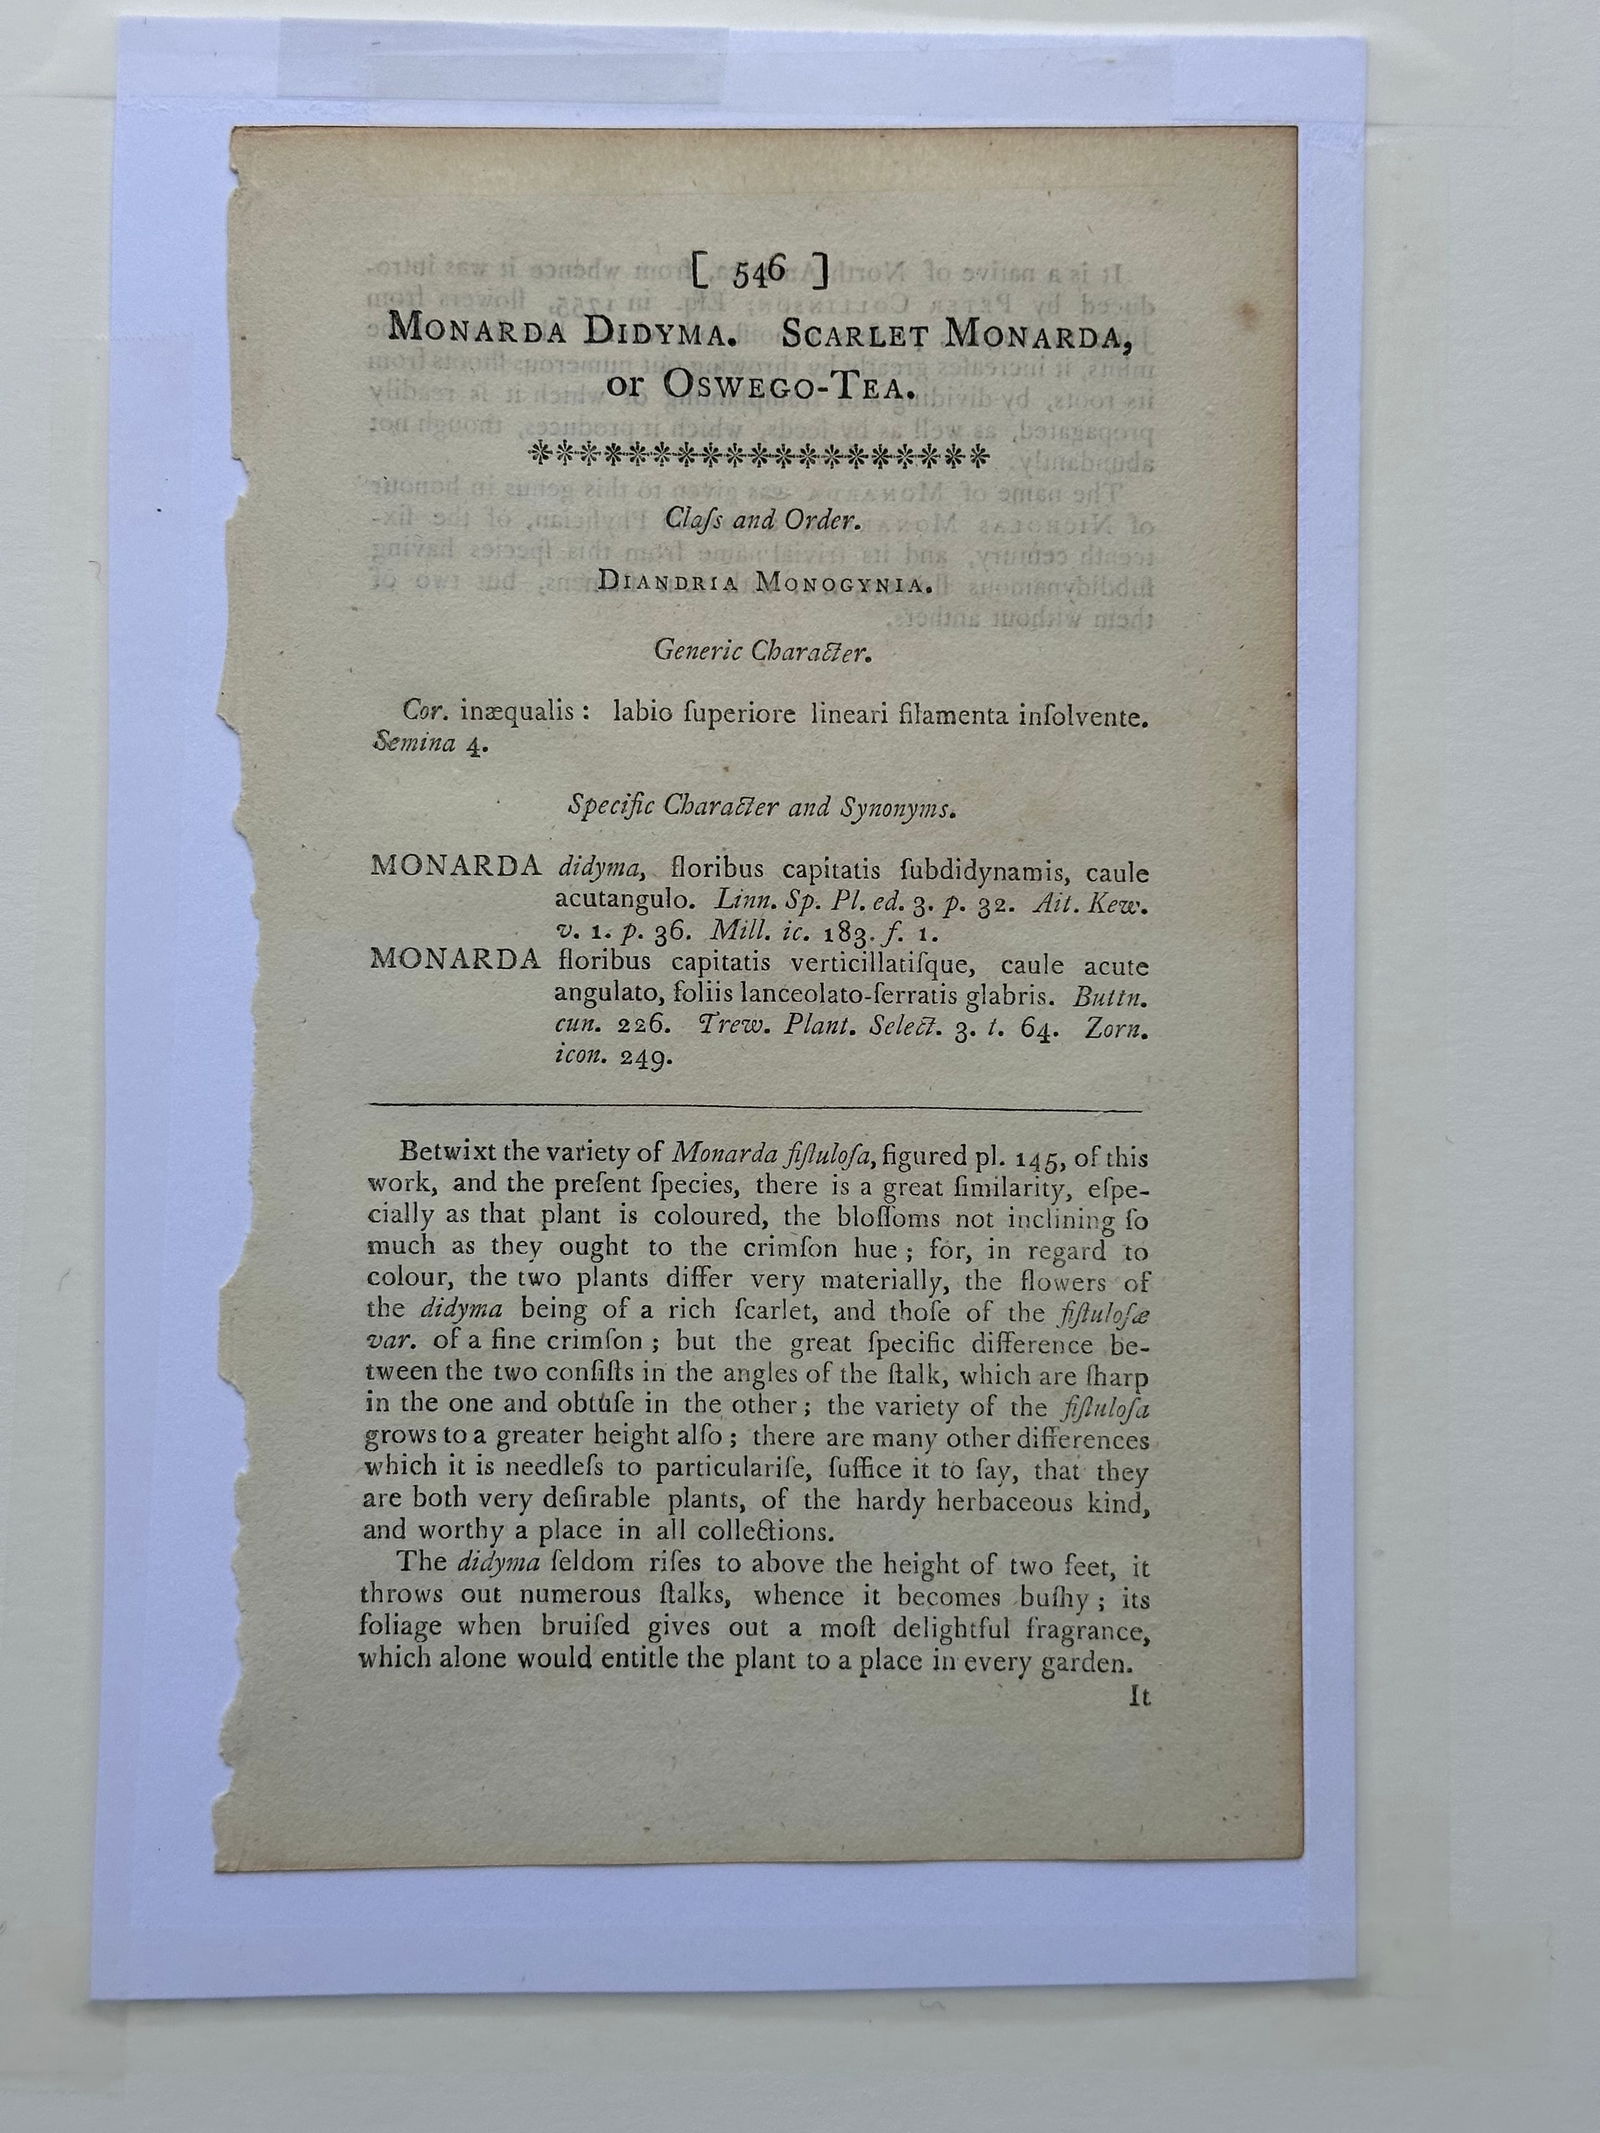 [ 546 ]
Monarda Didyma. Scarlet Monarda,
or Oswego-Tea.
*******************
Claſs and Order.
Diandria Monogynia.
Generic Character.
Cor. inæqualis : labio ſuperiore lineari filamenta inſolvente.
Semina 4.
Specific Character and Synonyms.
MONARDA didyma, floribus capitatis ſubdidynamis, caule
acutangulo. Linn. Sp. Pl. ed. 3. p. 32. Ait. Kew.
v. 1. p. 36. Mill. ic. 183. f. 1.
MONARDA floribus capitatis verticillatiſque, caule acute
angulato, foliis lanceolato-ſerratis glabris. Buttn.
cun. 226. Trew. Plant. Select. 3. t. 64. Zorn.
icon. 249.
Betwixt the variety of Monarda fiſtuloſa, figured pl. 145, of this
work, and the preſent ſpecies, there is a great ſimilarity, eſpe-
cially as that plant is coloured, the bloſſoms not inclining ſo
much as they ought to the crimſon hue ; for, in regard to
colour, the two plants differ very materially, the flowers of
the didyma being of a rich ſcarlet, and thoſe of the fiſtuloſæ
var. of a fine crimſon ; but the great ſpecific difference be-
tween the two conſiſts in the angles of the ſtalk, which are ſharp
in the one and obtuſe in the other ; the variety of the fiſtuloſa
grows to a greater height alſo ; there are many other differences
which it is needleſs to particulariſe, ſuffice it to ſay, that they
are both very deſirable plants, of the hardy herbaceous kind,
and worthy a place in all collections.
The didyma ſeldom riſes to above the height of two feet, it
throws out numerous ſtalks, whence it becomes buſhy ; its
foliage when bruiſed gives out a moſt delightful fragrance,
which alone would entitle the plant to a place in every garden.
It